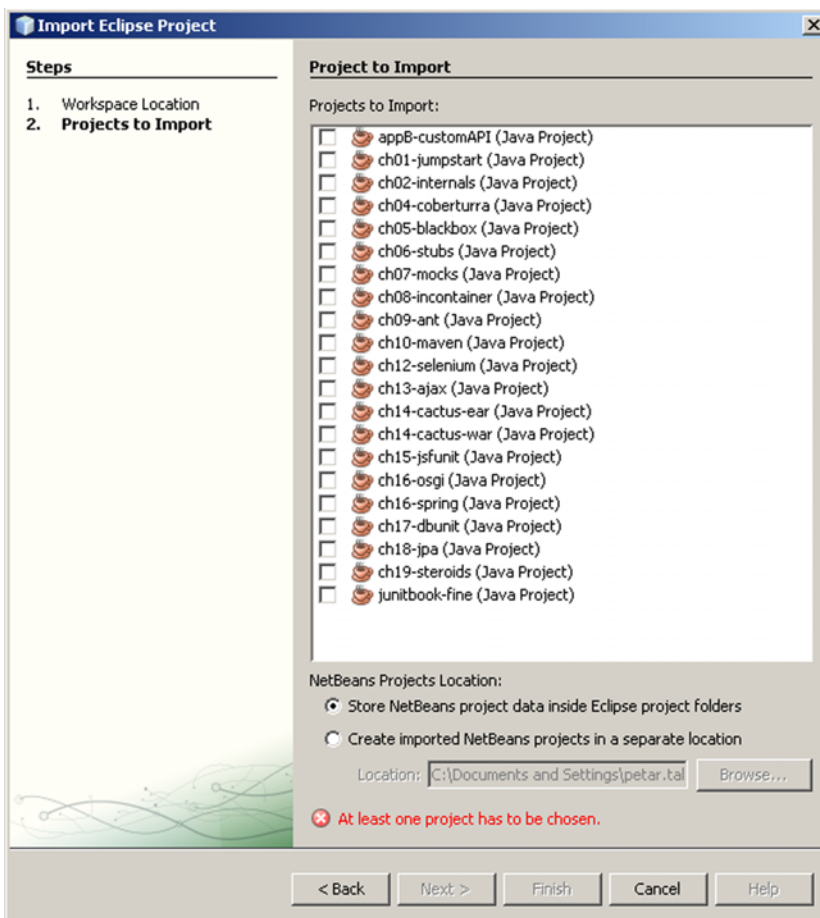 Import Eclipse Project
Steps
1. Workspace Location
2. Projects to Import
Project to Import
Projects to Import:
appB-customAPI (Java Project)
ch01-jumpstart (Java Project)
ch02-internals (Java Project)
ch04-coberturra (Java Project)
ch05-blackbox (Java Project)
ch06-stubs (Java Project)
ch07-mocks (Java Project)
ch08-incontainer (Java Project)
ch09-ant (Java Project)
ch10-maven (Java Project)
ch12-selenium (Java Project)
ch13-ajax (Java Project)
ch14-cactus-ear (Java Project)
ch14-cactus-war (Java Project)
ch15-jsfunit (Java Project)
ch16-osgi (Java Project)
ch16-spring (Java Project)
ch17-dbunit (Java Project)
ch18-jpa (Java Project)
ch19-steroids (Java Project)
junitbook-fine (Java Project)
NetBeans Projects Location:
Store NetBeans project data inside Eclipse project folders
Create imported NetBeans projects in a separate location
Location: C:\Documents and Settings\petar.tal Browse...
At least one project has to be chosen.
< Back Next > Finish Cancel Help